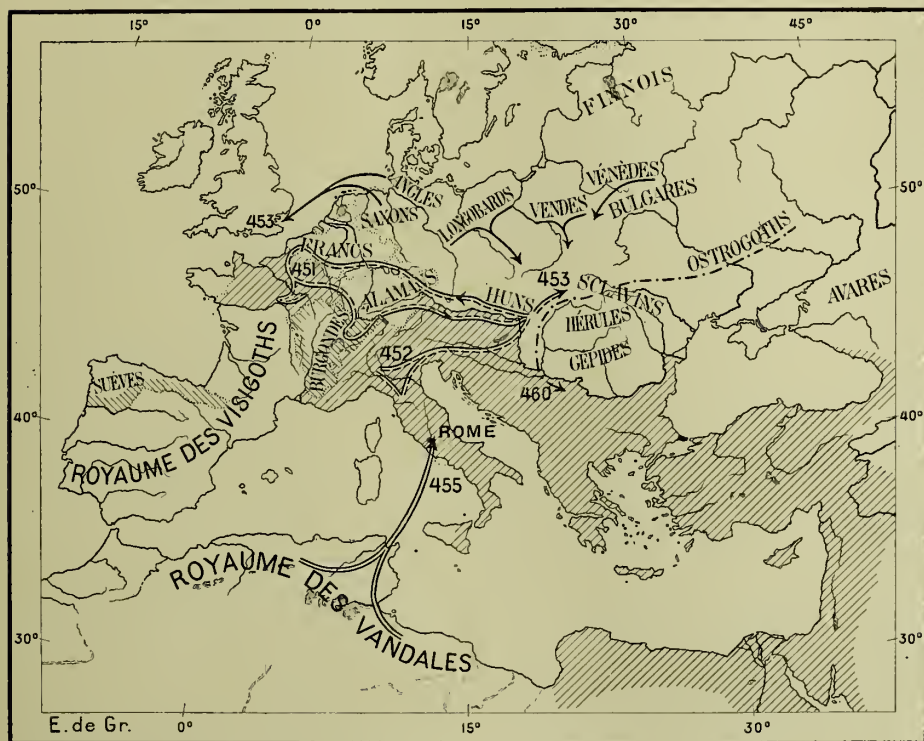 15° 0° 15° 30° 45°
FINNOIS
50° 50°
ANGLES
SAXONS
453
LONGOBARDS
VENDES
VÉNÈDES
BULGARES
FRANCS
451
OSTROGOTHS
453
SCLAVINS
ALAMANS
HUNS
AVARES
HÉRULES
BURGONDES
452
GÉPIDES
SUÈVES
460
40° 40°
ROYAUME DES VISIGOTHS
ROME
455
ROYAUME DES VANDALES
30° 30°
E. de Gr.
0° 15° 30°